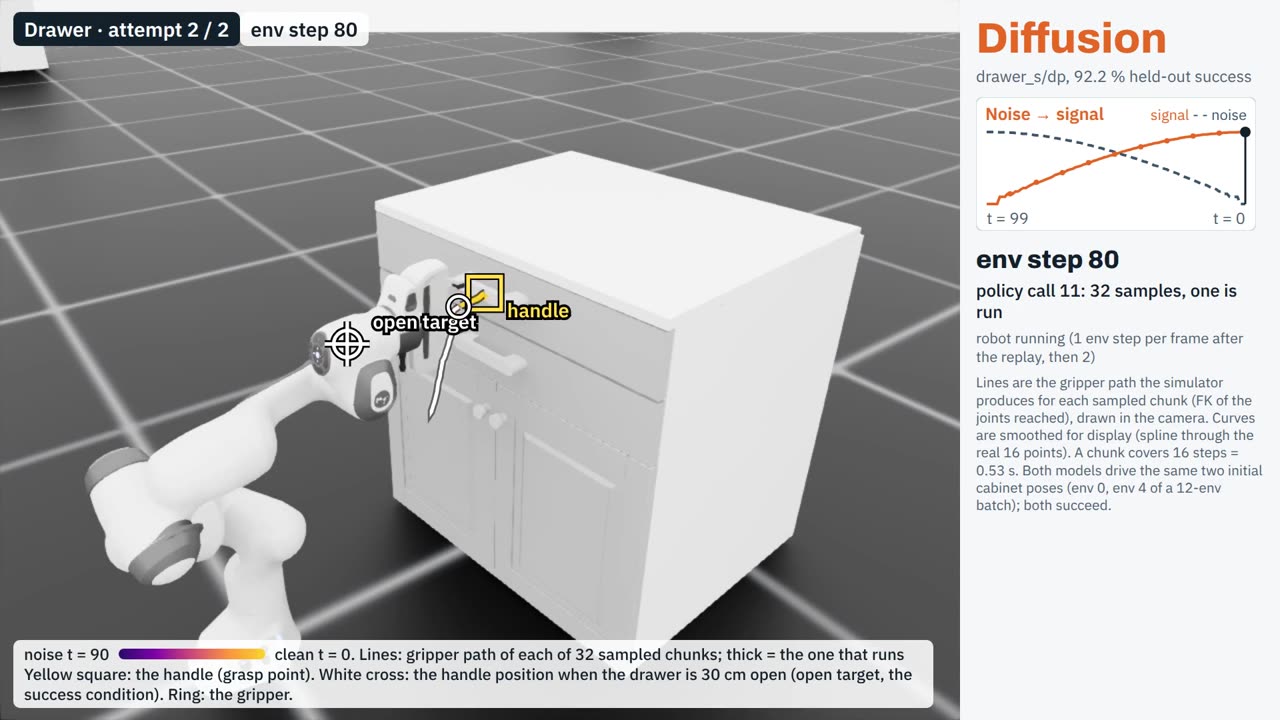 Drawer · attempt 2 / 2
env step 80
handle
open target
noise t = 90
clean t = 0. Lines: gripper path of each of 32 sampled chunks; thick = the one that runs
Yellow square: the handle (grasp point). White cross: the handle position when the drawer is 30 cm open (open target, the
success condition). Ring: the gripper.
Diffusion
drawer_s/dp, 92.2 % held-out success
Noise → signal
signal - - noise
t = 99
t = 0
env step 80
policy call 11: 32 samples, one is
run
robot running (1 env step per frame after
the replay, then 2)
Lines are the gripper path the simulator
produces for each sampled chunk (FK of the
joints reached), drawn in the camera. Curves
are smoothed for display (spline through the
real 16 points). A chunk covers 16 steps =
0.53 s. Both models drive the same two initial
cabinet poses (env 0, env 4 of a 12-env
batch); both succeed.